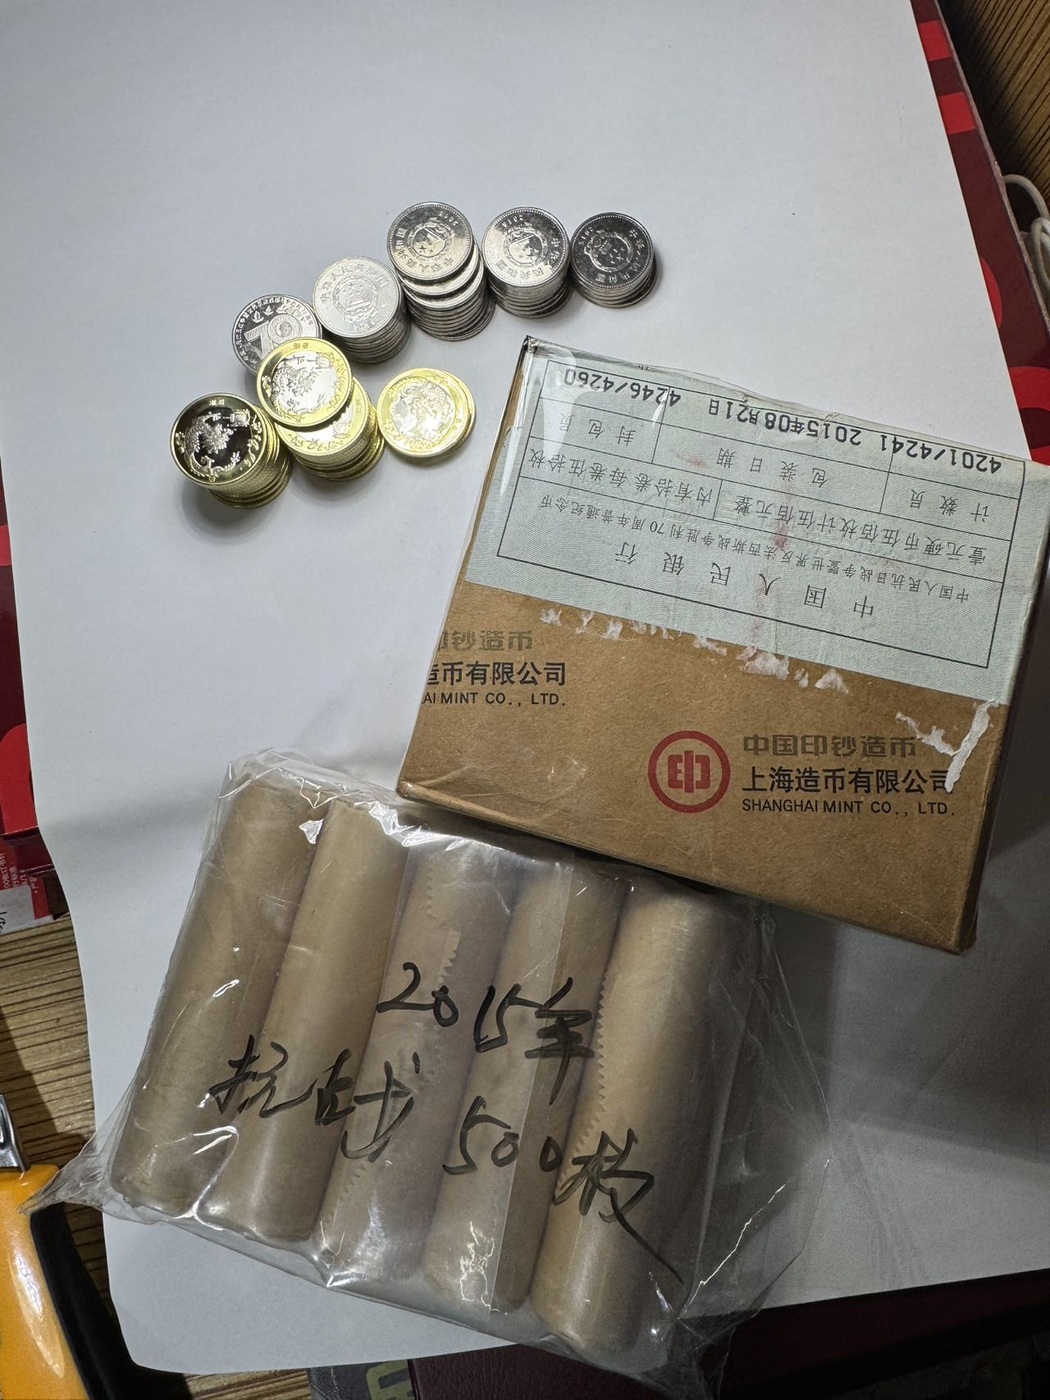 中国人民银行
中国人民抗日战争暨世界反法西斯战争胜利70周年普通纪念币
壹元硬币伍佰枚计伍佰元整
内有拾卷每卷伍拾枚
计数员
包装日期
封包员
4201/4241
2015年08月21日
4246/4260
印钞造币
造币有限公司
HAI MINT CO., LTD.
中国印钞造币
上海造币有限公司
SHANGHAI MINT CO., LTD.
2015年
抗战 500枚